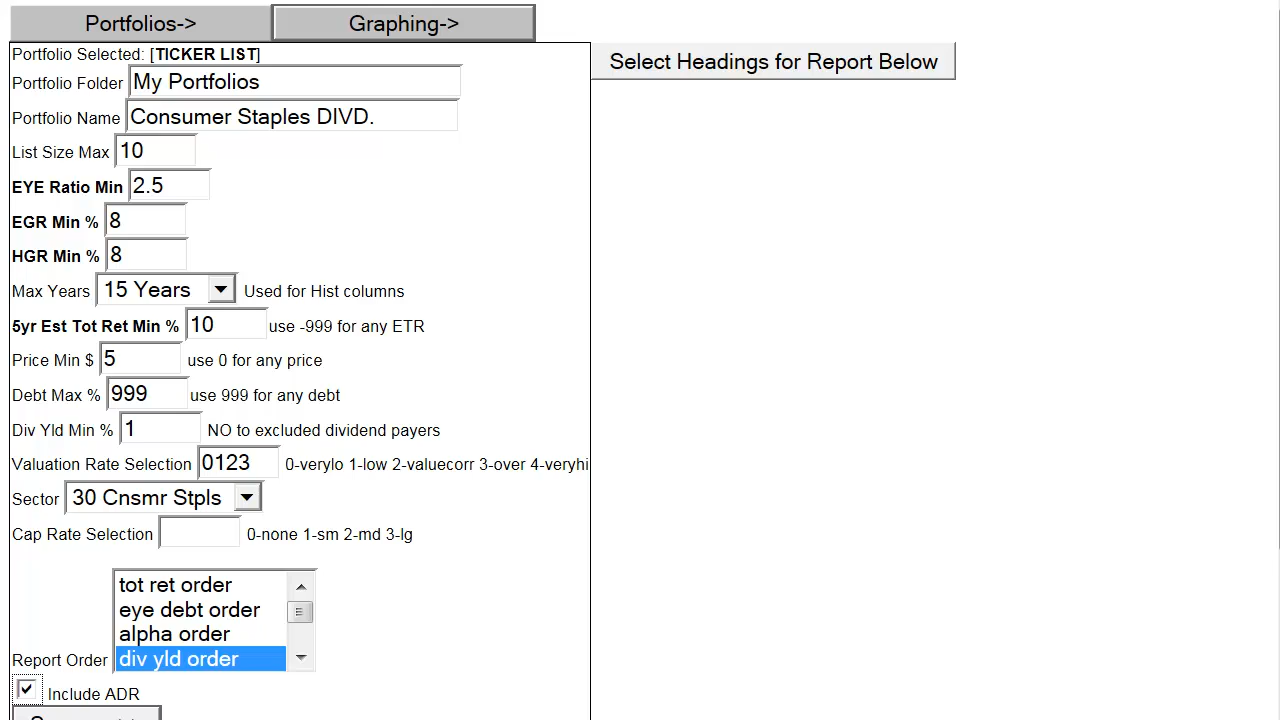 Portfolios-> Graphing->
Portfolio Selected: [TICKER LIST]
Select Headings for Report Below
Portfolio Folder My Portfolios
Portfolio Name Consumer Staples DIVD.
List Size Max 10
EYE Ratio Min 2.5
EGR Min % 8
HGR Min % 8
Max Years 15 Years Used for Hist columns
5yr Est Tot Ret Min % 10 use -999 for any ETR
Price Min $ 5 use 0 for any price
Debt Max % 999 use 999 for any debt
Div Yld Min % 1 NO to excluded dividend payers
Valuation Rate Selection 0123 0-verylo 1-low 2-valuecorr 3-over 4-veryhi
Sector 30 Cnsmr Stpls
Cap Rate Selection 0-none 1-sm 2-md 3-lg
tot ret order
eye debt order
alpha order
Report Order div yld order
Include ADR